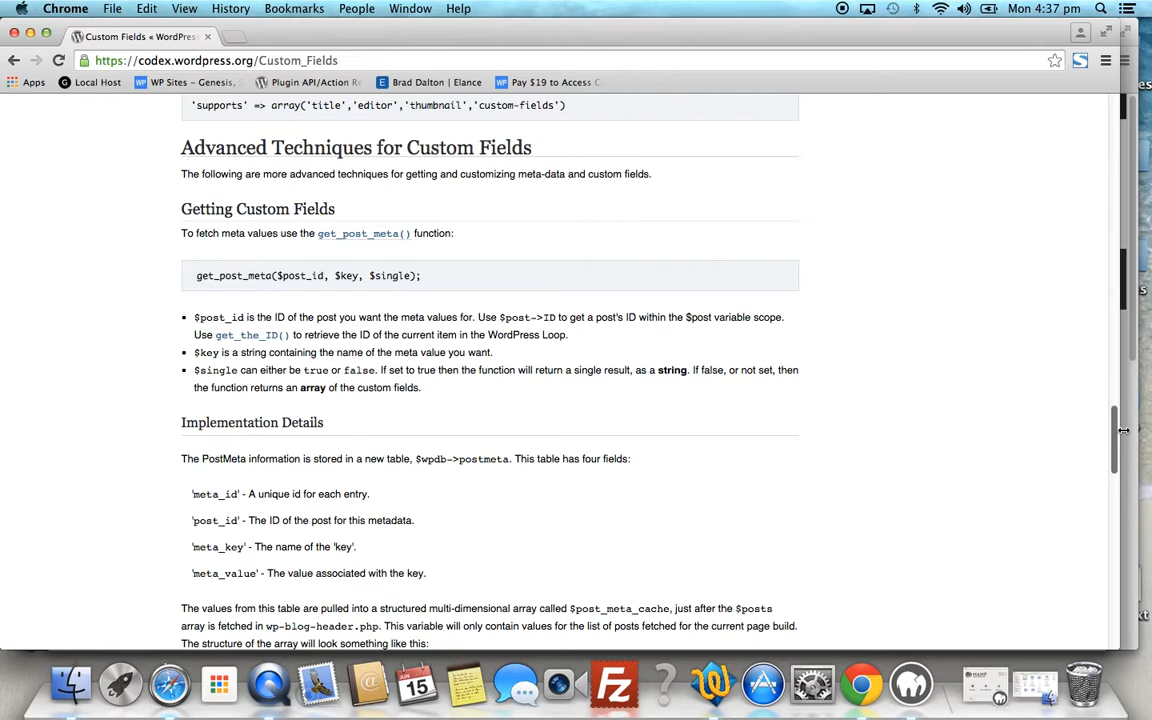 Chrome File Edit View History Bookmarks People Window Help Mon 4:37 pm
Custom Fields « WordPress
https://codex.wordpress.org/Custom_Fields
Apps Local Host WP Sites – Genesis, Plugin API/Action Re Brad Dalton | Elance Pay $19 to Access C
'supports' => array('title','editor','thumbnail','custom-fields')
Advanced Techniques for Custom Fields
The following are more advanced techniques for getting and customizing meta-data and custom fields.
Getting Custom Fields
To fetch meta values use the get_post_meta() function:
get_post_meta($post_id, $key, $single);
$post_id is the ID of the post you want the meta values for. Use $post->ID to get a post's ID within the $post variable scope.
Use get_the_ID() to retrieve the ID of the current item in the WordPress Loop.
$key is a string containing the name of the meta value you want.
$single can either be true or false. If set to true then the function will return a single result, as a string. If false, or not set, then
the function returns an array of the custom fields.
Implementation Details
The PostMeta information is stored in a new table, $wpdb->postmeta. This table has four fields:
'meta_id' - A unique id for each entry.
'post_id' - The ID of the post for this metadata.
'meta_key' - The name of the 'key'.
'meta_value' - The value associated with the key.
The values from this table are pulled into a structured multi-dimensional array called $post_meta_cache, just after the $posts
array is fetched in wp-blog-header.php. This variable will only contain values for the list of posts fetched for the current page build.
The structure of the array will look something like this:
15